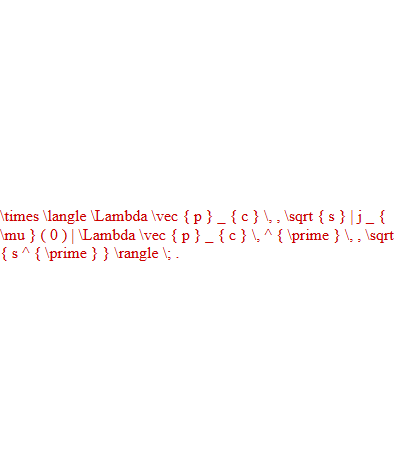 \times \langle \Lambda \vec { p } _ { c } \, , \sqrt { s } | j _ {
\mu } ( 0 ) | \Lambda \vec { p } _ { c } \, ^ { \prime } \, , \sqrt
{ s ^ { \prime } } \rangle \; .